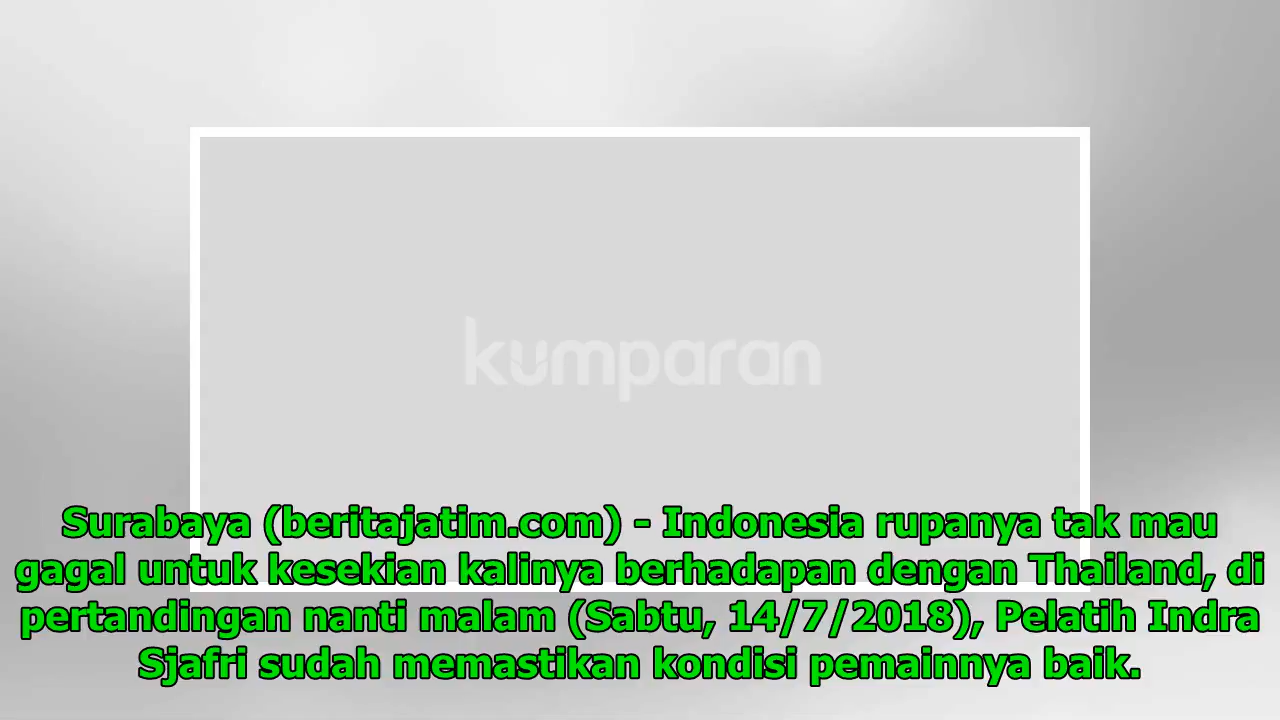 kumparan
Surabaya (beritajatim.com) - Indonesia rupanya tak mau
gagal untuk kesekian kalinya berhadapan dengan Thailand, di
pertandingan nanti malam (Sabtu, 14/7/2018), Pelatih Indra
Sjafri sudah memastikan kondisi pemainnya baik.